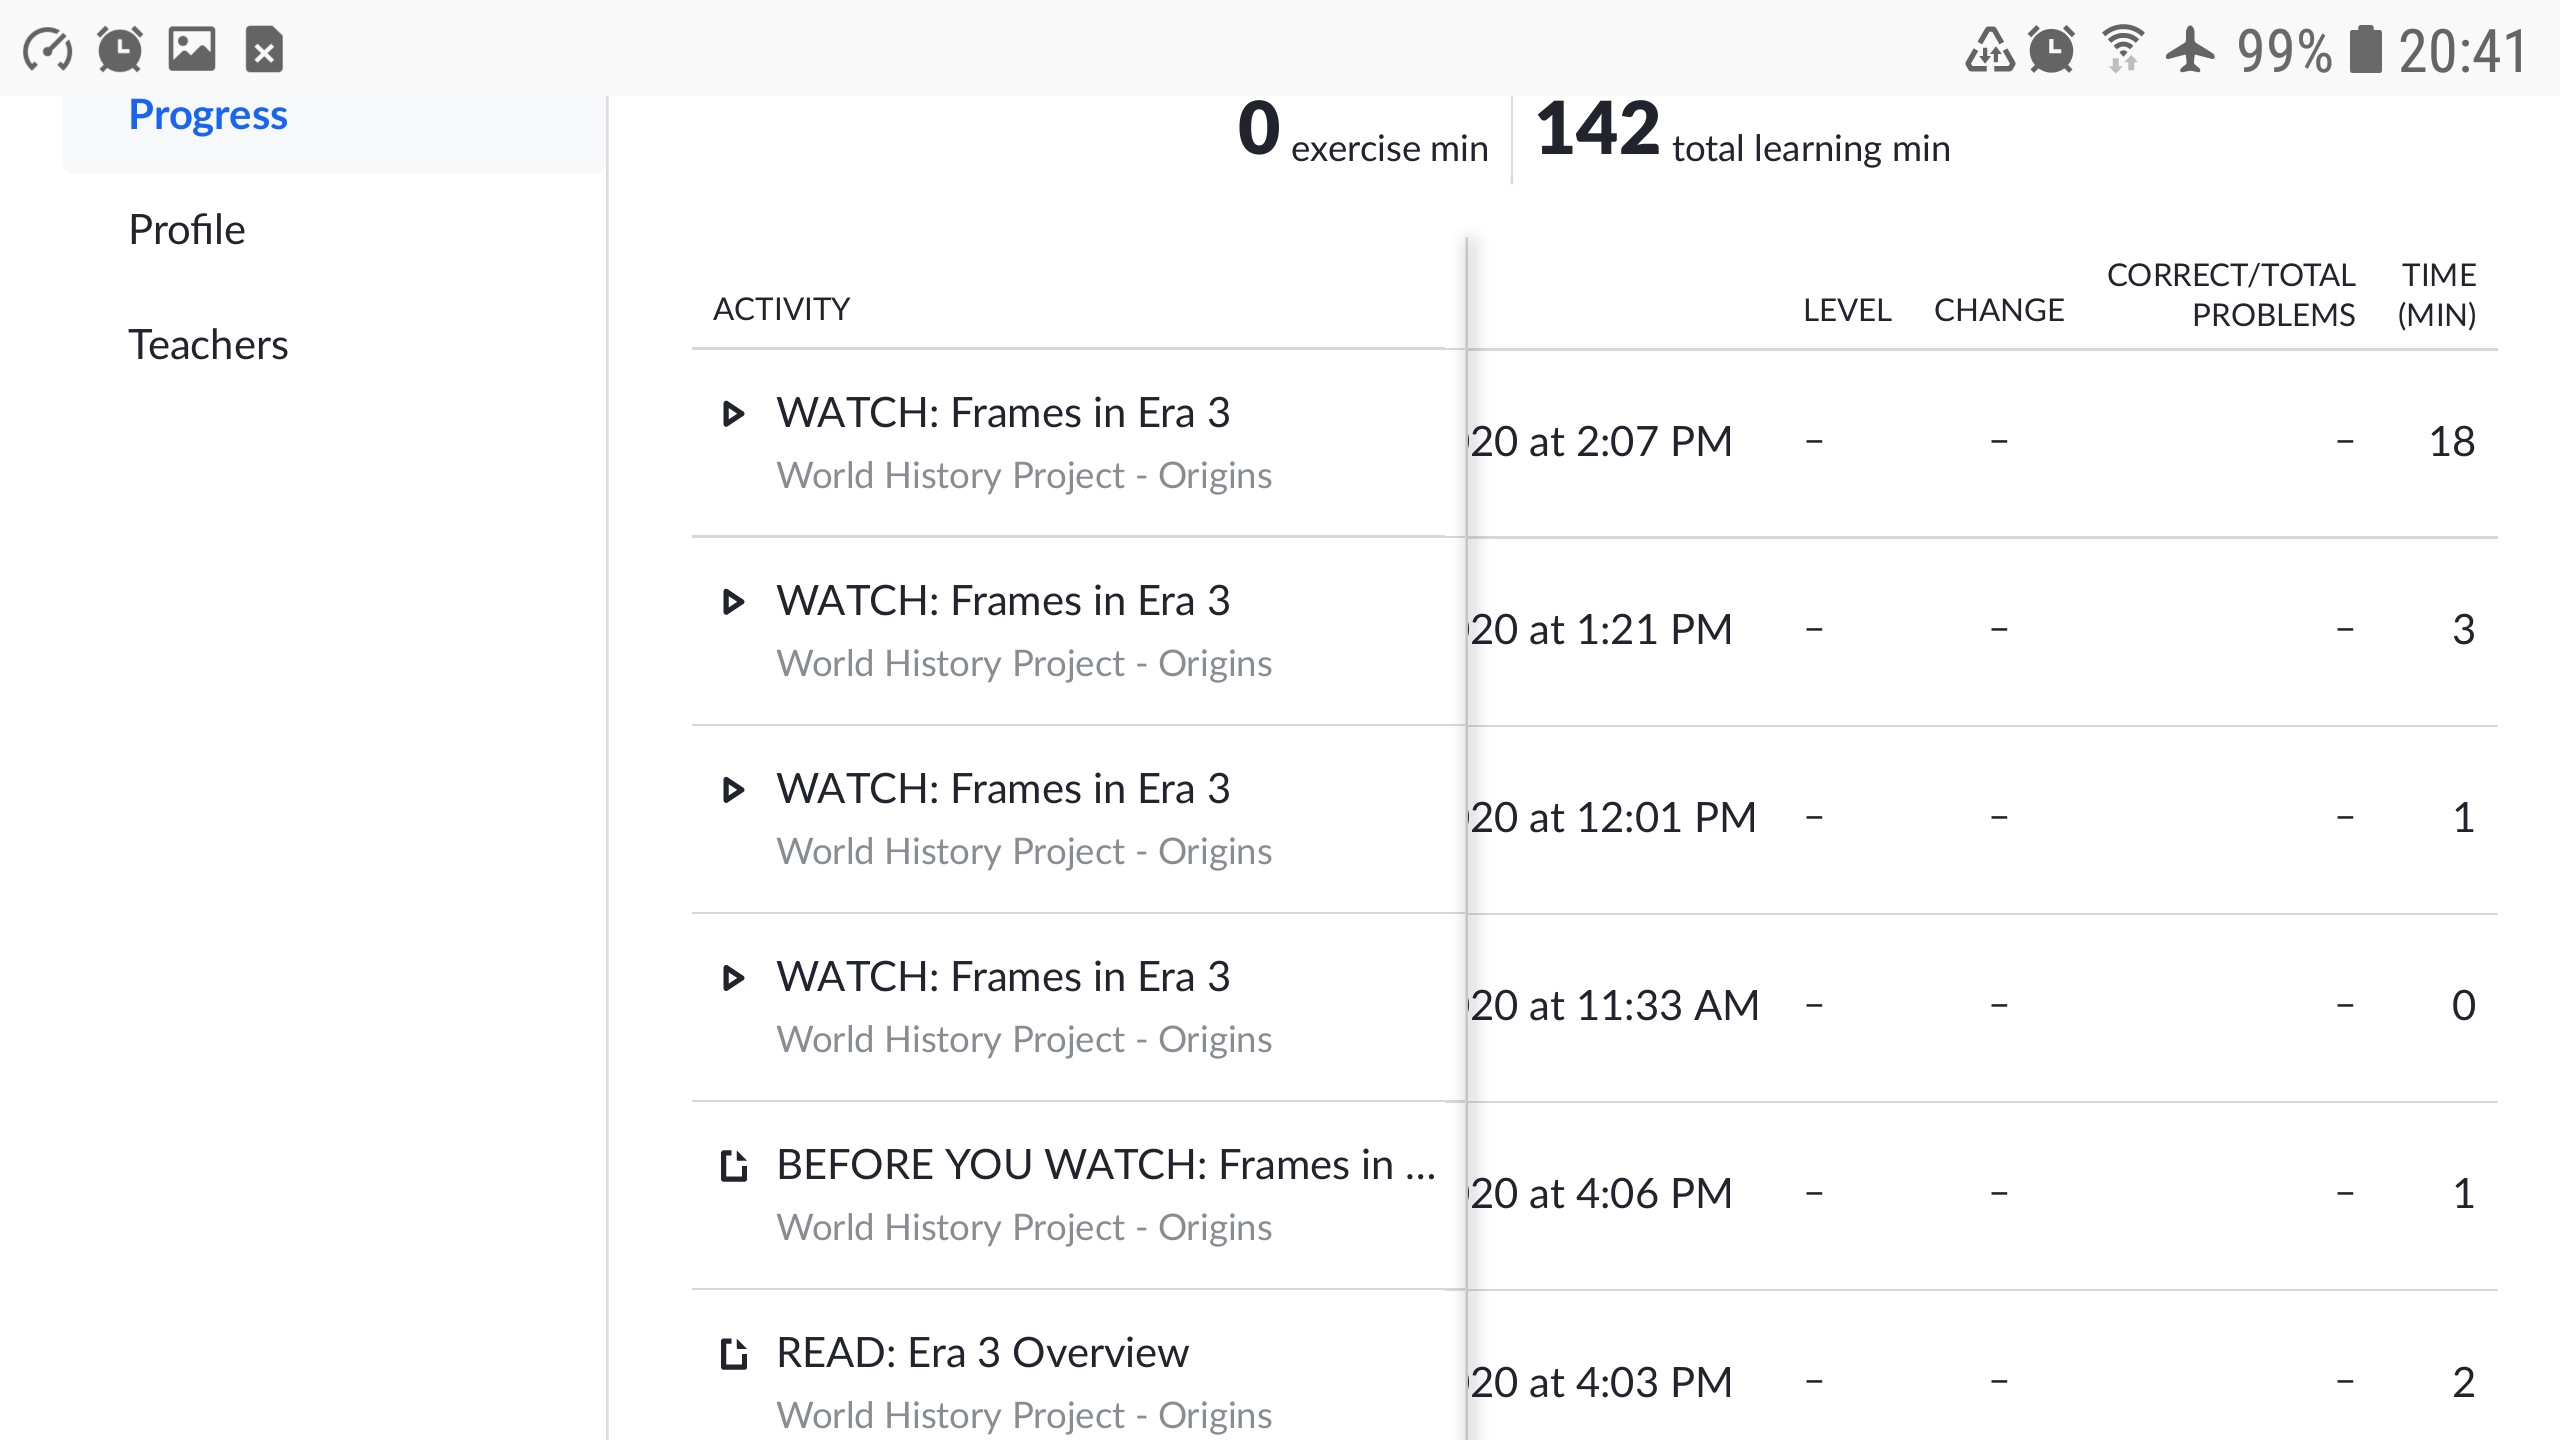 99% 20:41
Progress
Profile
Teachers
0 exercise min 142 total learning min
ACTIVITY LEVEL CHANGE CORRECT/TOTAL PROBLEMS TIME (MIN)
WATCH: Frames in Era 3
World History Project - Origins
20 at 2:07 PM – – – 18
WATCH: Frames in Era 3
World History Project - Origins
20 at 1:21 PM – – – 3
WATCH: Frames in Era 3
World History Project - Origins
20 at 12:01 PM – – – 1
WATCH: Frames in Era 3
World History Project - Origins
20 at 11:33 AM – – – 0
BEFORE YOU WATCH: Frames in ...
World History Project - Origins
20 at 4:06 PM – – – 1
READ: Era 3 Overview
World History Project - Origins
20 at 4:03 PM – – – 2